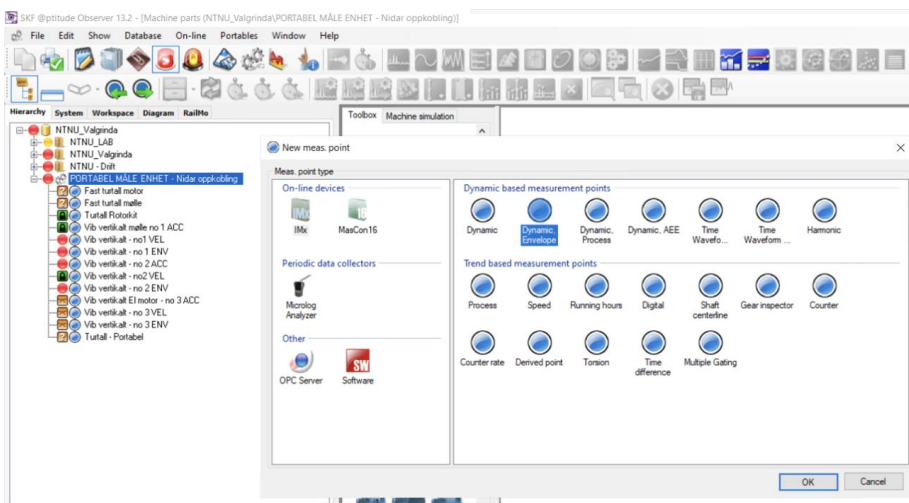 SKF @ptitude Observer 13.2 - [Machine parts (NTNU_Valgrinda\PORTABEL MÅLE ENHET - Nidar oppkobling)]
File Edit Show Database On-line Portables Window Help
Hierarchy System Workspace Diagram RailMo
Toolbox Machine simulation
NTNU_Valgrinda
NTNU_LAB
NTNU_Valgrinda
NTNU - Drift
PORTABEL MÅLE ENHET - Nidar oppkobling
Fast turtall motor
Fast turtall mølle
Turtall Rotorkit
Vib vertikalt mølle no 1 ACC
Vib vertikalt - no1 VEL
Vib vertikalt - no 1 ENV
Vib vertikalt - no 2 ACC
Vib vertikalt - no2 VEL
Vib vertikalt - no 2 ENV
Vib vertikalt El motor - no 3 ACC
Vib vertikalt - no 3 VEL
Vib vertikalt - no 3 ENV
Turtall - Portabel
New meas. point
Meas. point type
On-line devices
IMx MasCon16
Periodic data collectors
Microlog
Analyzer
Other
OPC Server Software
Dynamic based measurement points
Dynamic Dynamic, Envelope Dynamic, Process Dynamic, AEE Time Wavefo... Time Waveform ... Harmonic
Trend based measurement points
Process Speed Running hours Digital Shaft centerline Gear inspector Counter
Counter rate Derived point Torsion Time difference Multiple Gating
OK Cancel